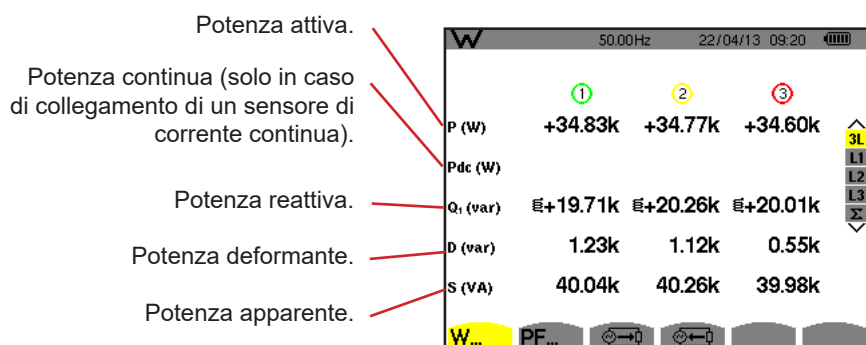 Potenza attiva.
Potenza continua (solo in caso
di collegamento di un sensore di
corrente continua).
Potenza reattiva.
Potenza deformante.
Potenza apparente.
W 50.00Hz 22/04/13 09:20
1 2 3
P (W) +34.83k +34.77k +34.60k
Pdc (W)
Q₁ (var) +19.71k +20.26k +20.01k
D (var) 1.23k 1.12k 0.55k
S (VA) 40.04k 40.26k 39.98k
3L
L1
L2
L3
Σ
W... PF...